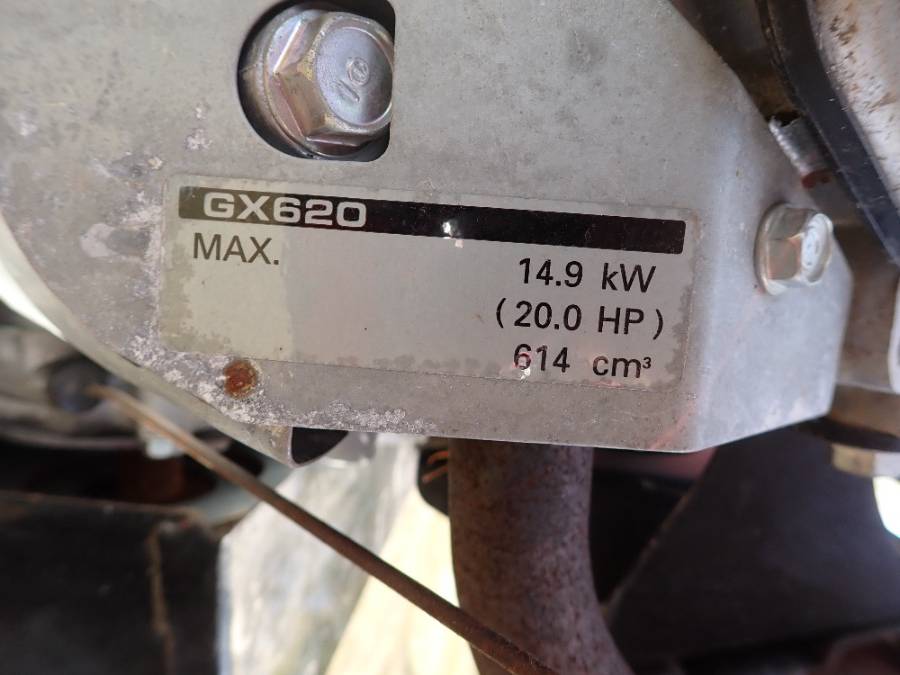 GX620
MAX.
14.9 kW
(20.0 HP)
614 cm³